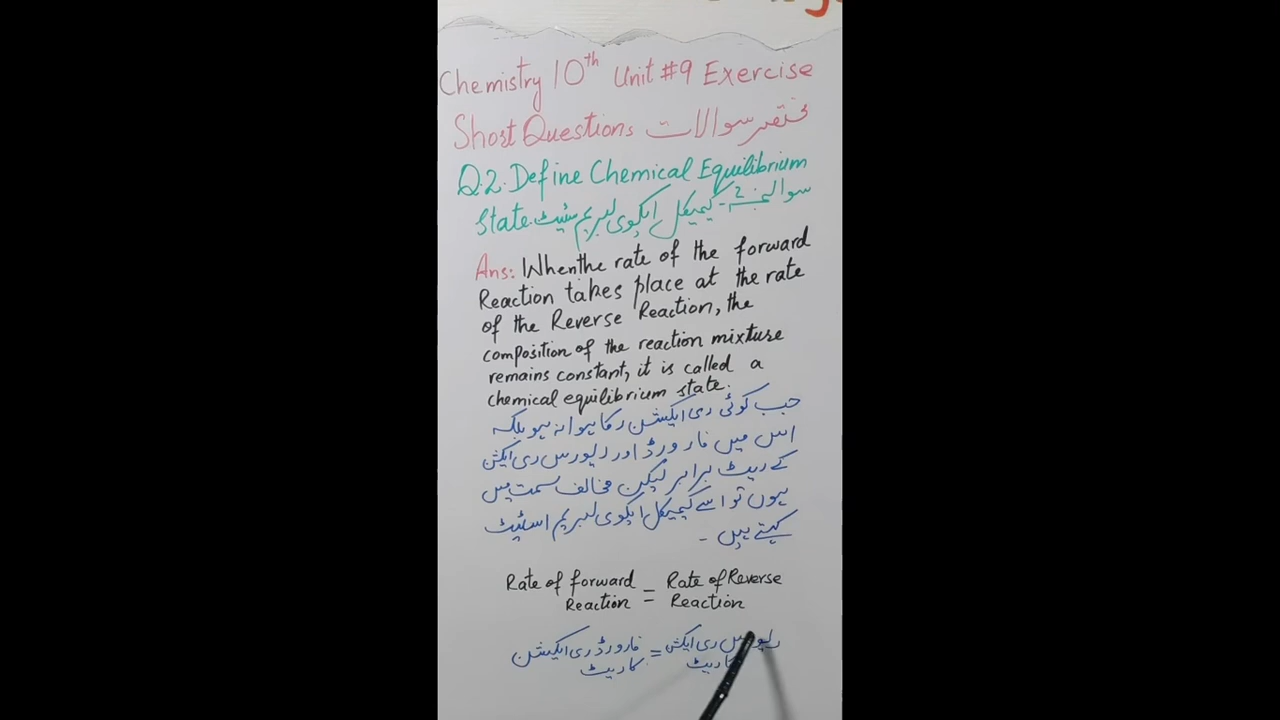 Chemistry 10th Unit #9 Exercise
Short Questions مختصر سوالات
Q.2. Define Chemical Equilibrium
State. سوال نمبر 2۔ کیمیکل ایکوی لبریم سٹیٹ
Ans: When the rate of the forward
Reaction takes place at the rate
of the Reverse Reaction, the
composition of the reaction mixture
remains constant, it is called a
chemical equilibrium state.
جب کوئی ری ایکشن رکا ہوا نہ ہو بلکہ
اس میں فارورڈ اور ریورس ری ایکشن
کے ریٹ برابر لیکن مخالف سمت میں
ہوں تو اسے کیمیکل ایکوی لبریم اسٹیٹ
کہتے ہیں ۔
Rate of forward Reaction = Rate of Reverse Reaction
فارورڈ ری ایکیشن کا ریٹ = ری ایکشن کا ریٹ